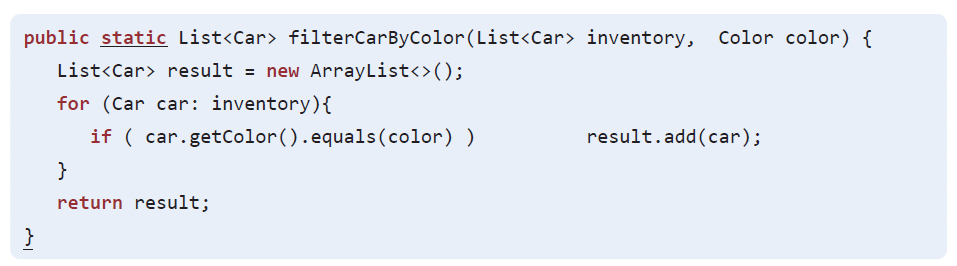 public static List<Car> filterCarByColor(List<Car> inventory,  Color color) {
   List<Car> result = new ArrayList<>();
   for (Car car: inventory){
      if ( car.getColor().equals(color) )          result.add(car);
   }
   return result;
}